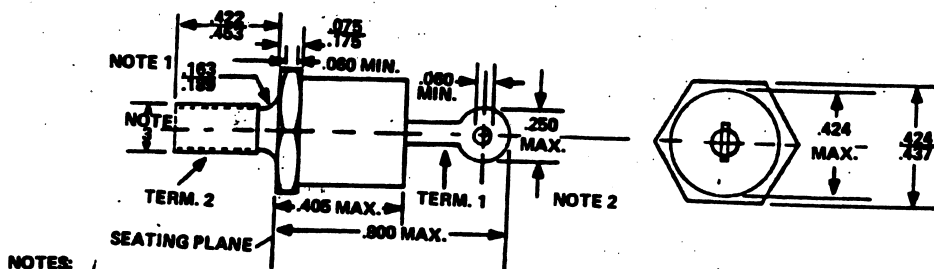 .422
.453
.075
.175
NOTE 1
.060 MIN.
.163
.189
.060
MIN.
NOTE
3
.250
MAX.
.424
MAX.
.424
.437
TERM. 2
.405 MAX.
TERM. 1
NOTE 2
SEATING PLANE
.800 MAX.
NOTES: